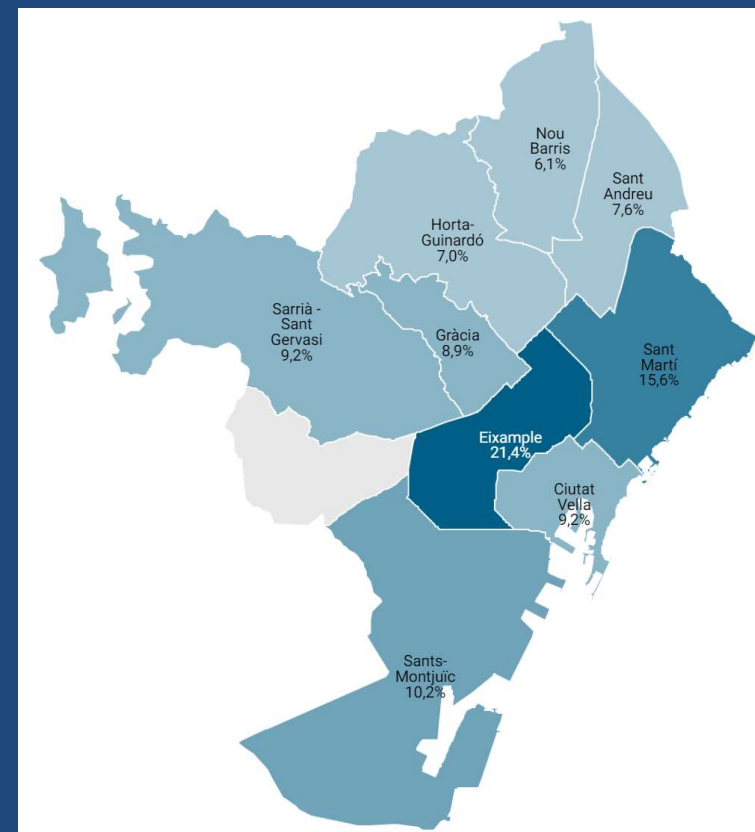 Nou
Barris
6,1%
Sant
Andreu
7,6%
Horta-
Guinardó
7,0%
Sarrià -
Sant
Gervasi
9,2%
Gràcia
8,9%
Sant
Martí
15,6%
Eixample
21,4%
Ciutat
Vella
9,2%
Sants-
Montjuïc
10,2%